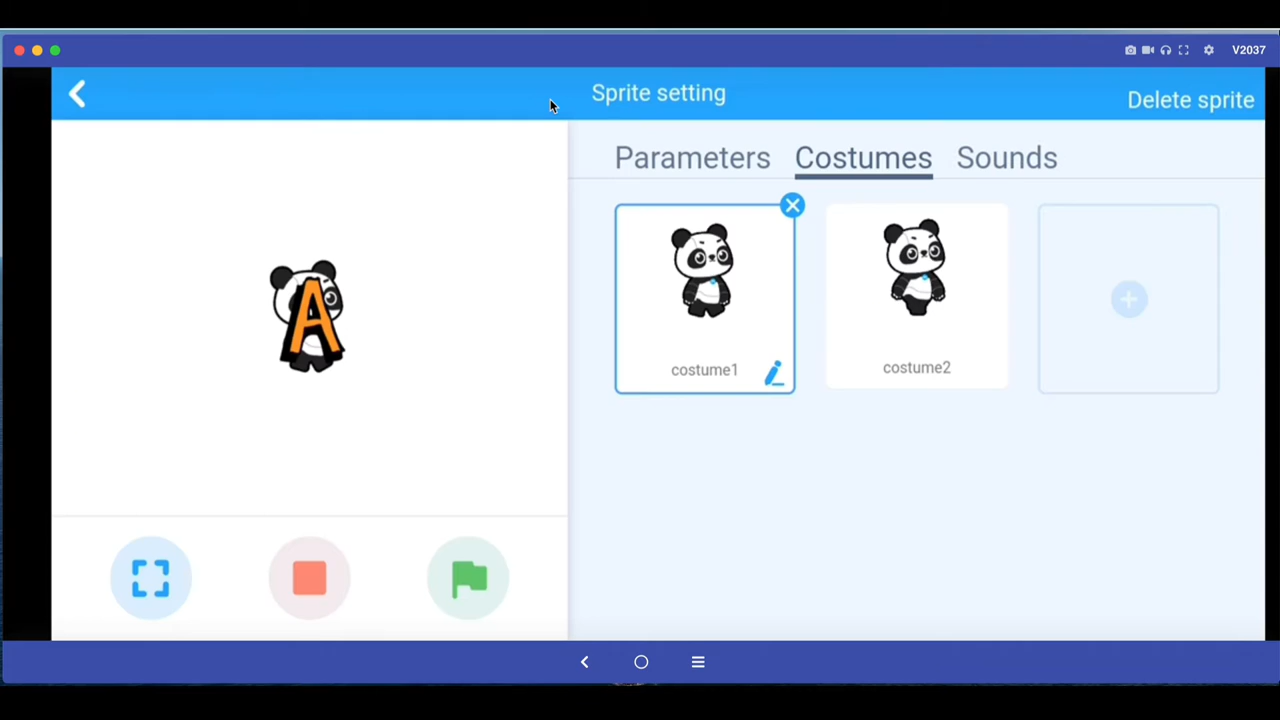 V2037
Sprite setting
Delete sprite
Parameters Costumes Sounds
A
costume1
costume2